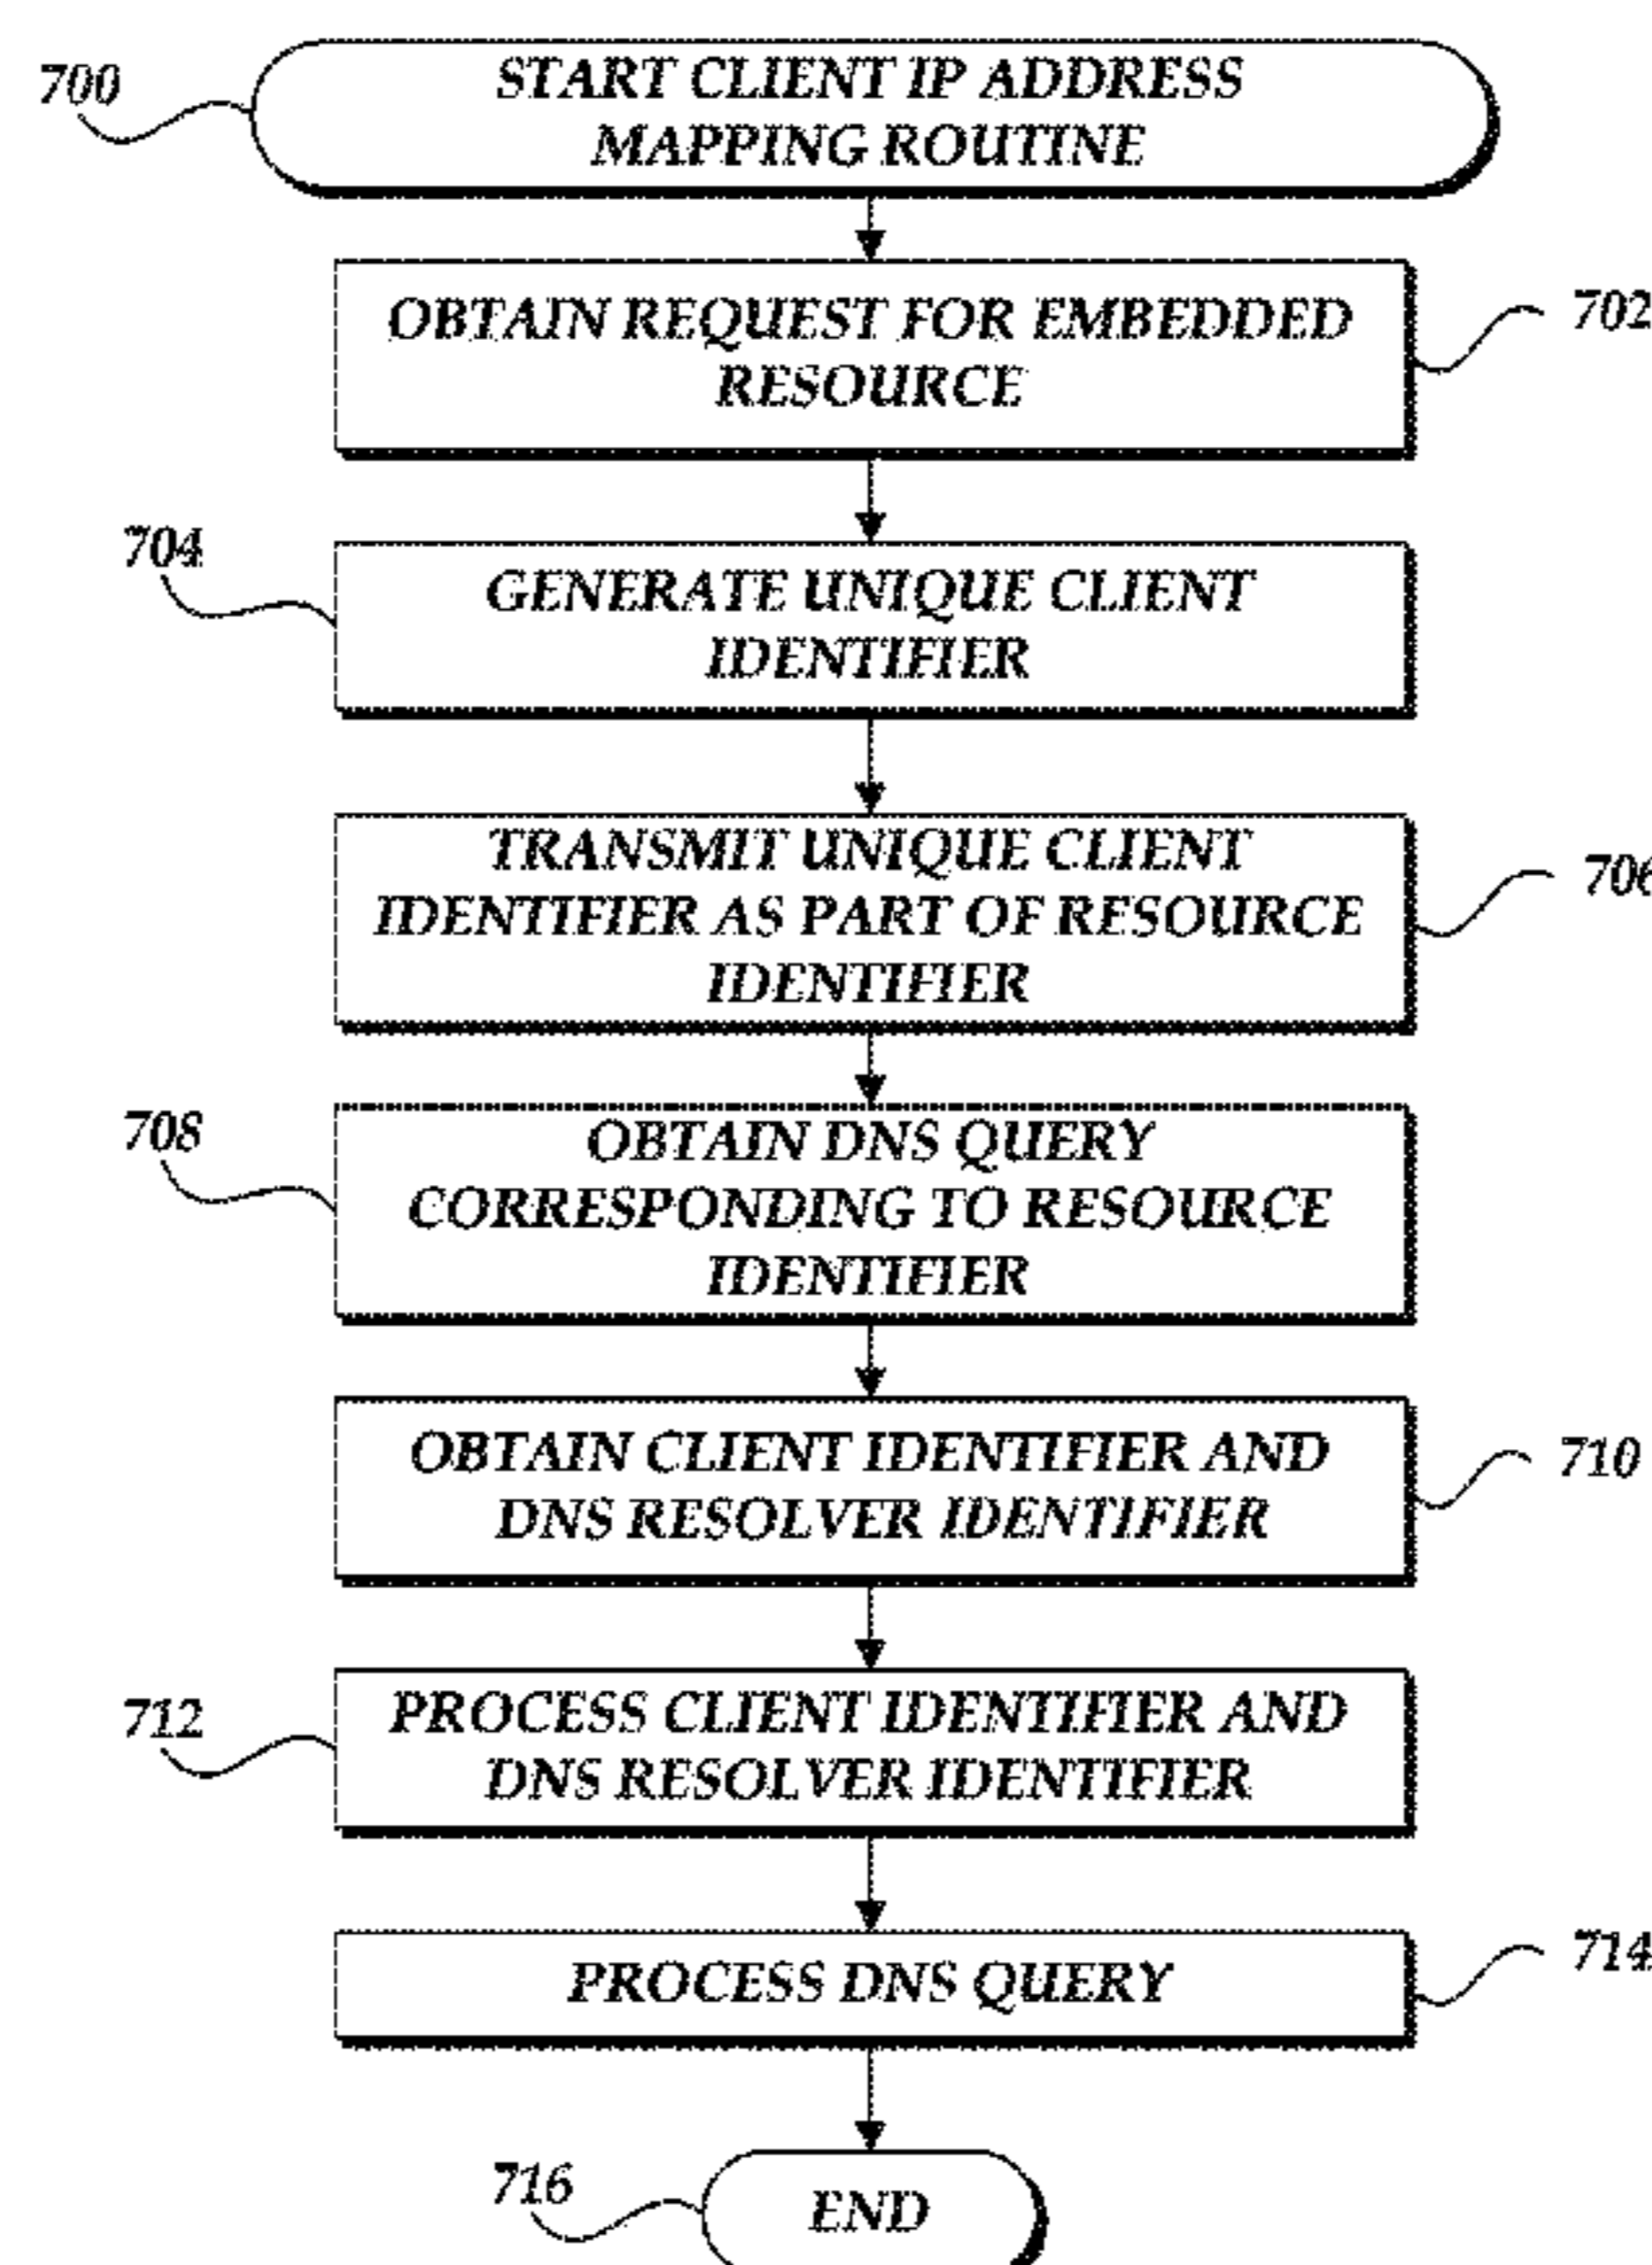 700
START CLIENT IP ADDRESS
MAPPING ROUTINE
OBTAIN REQUEST FOR EMBEDDED
RESOURCE
702
704
GENERATE UNIQUE CLIENT
IDENTIFIER
TRANSMIT UNIQUE CLIENT
IDENTIFIER AS PART OF RESOURCE
IDENTIFIER
706
708
OBTAIN DNS QUERY
CORRESPONDING TO RESOURCE
IDENTIFIER
OBTAIN CLIENT IDENTIFIER AND
DNS RESOLVER IDENTIFIER
710
712
PROCESS CLIENT IDENTIFIER AND
DNS RESOLVER IDENTIFIER
PROCESS DNS QUERY
714
716
END